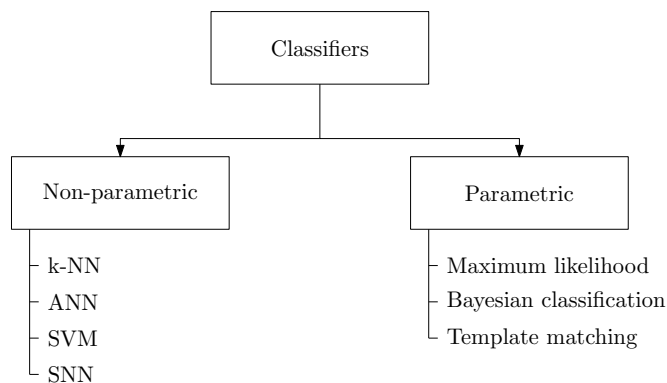 Classifiers
Non-parametric
Parametric
k-NN
ANN
SVM
SNN
Maximum likelihood
Bayesian classification
Template matching